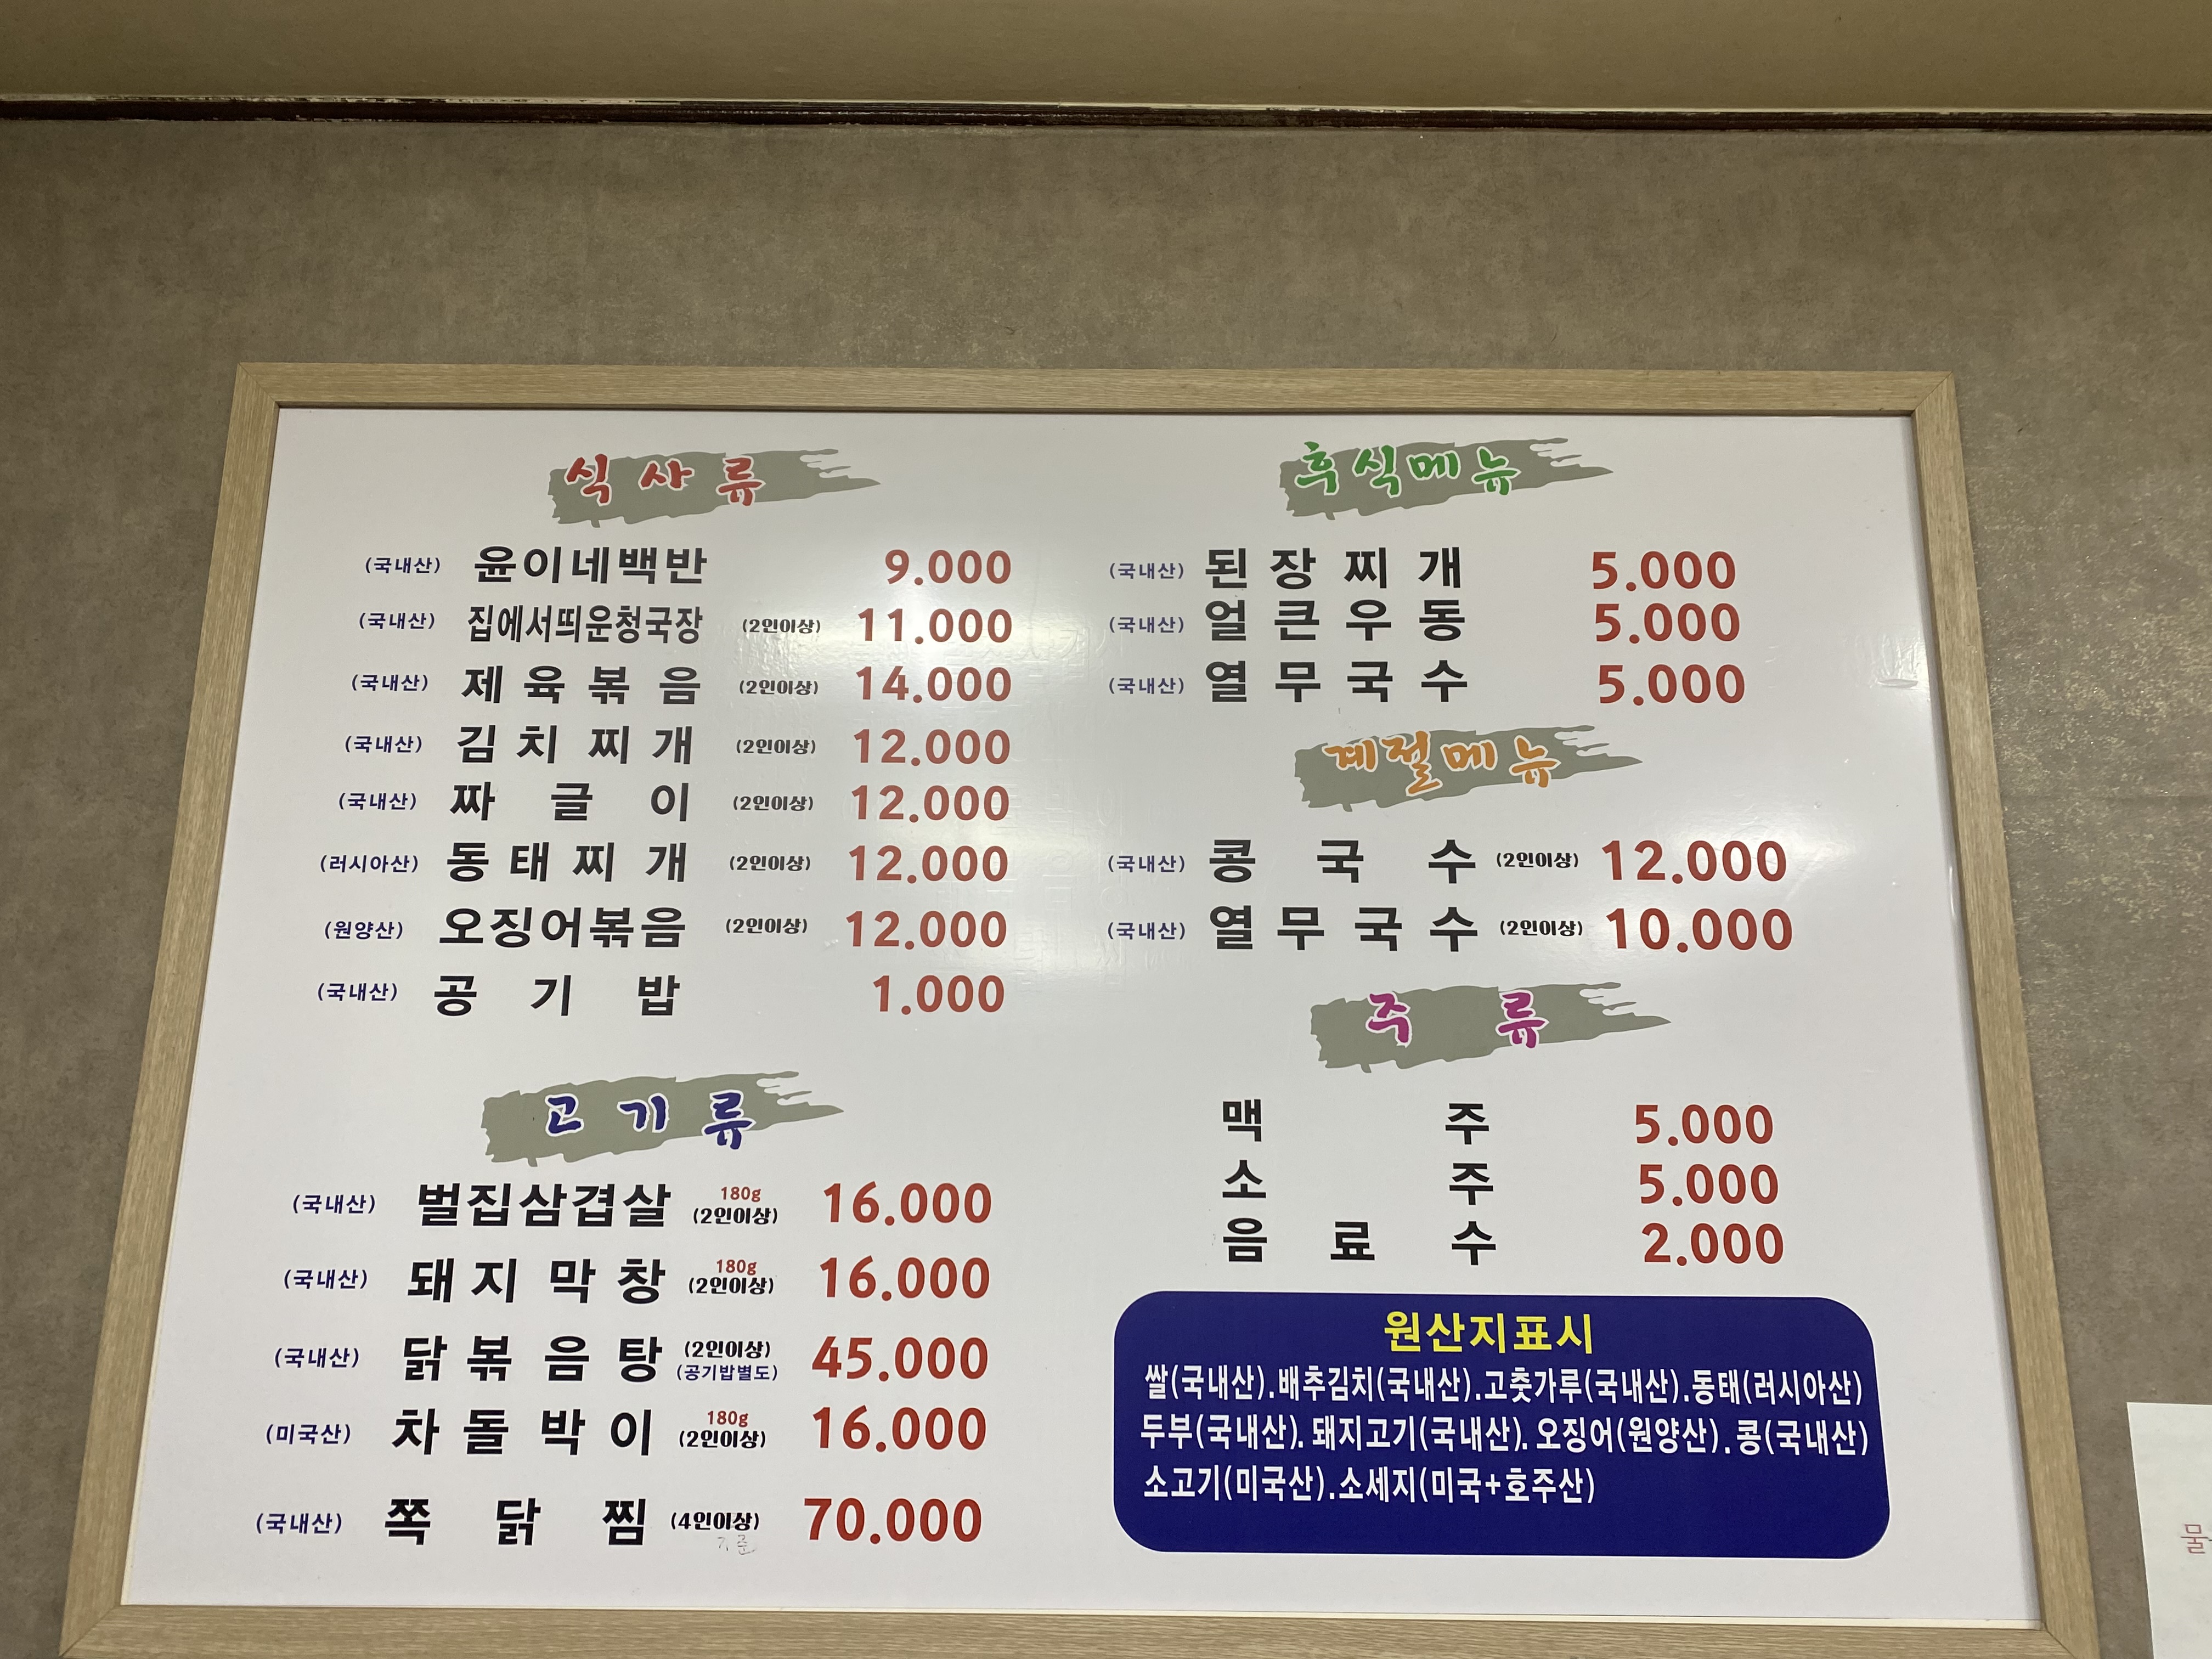 식사류
(국내산) 윤이네백반 9.000
(국내산) 집에서띄운청국장 (2인이상) 11.000
(국내산) 제육볶음 (2인이상) 14.000
(국내산) 김치찌개 (2인이상) 12.000
(국내산) 짜글이 (2인이상) 12.000
(러시아산) 동태찌개 (2인이상) 12.000
(원양산) 오징어볶음 (2인이상) 12.000
(국내산) 공기밥 1.000
고기류
(국내산) 벌집삼겹살 180g (2인이상) 16.000
(국내산) 돼지막창 180g (2인이상) 16.000
(국내산) 닭볶음탕 (2인이상) (공기밥별도) 45.000
(미국산) 차돌박이 180g (2인이상) 16.000
(국내산) 쪽닭찜 (4인이상) 70.000
기준
후식메뉴
(국내산) 된장찌개 5.000
(국내산) 얼큰우동 5.000
(국내산) 열무국수 5.000
계절메뉴
(국내산) 콩국수 (2인이상) 12.000
(국내산) 열무국수 (2인이상) 10.000
주류
맥주 5.000
소주 5.000
음료수 2.000
원산지표시
쌀(국내산).배추김치(국내산).고춧가루(국내산).동태(러시아산)
두부(국내산). 돼지고기(국내산). 오징어(원양산). 콩(국내산)
소고기(미국산).소세지(미국+호주산)
물